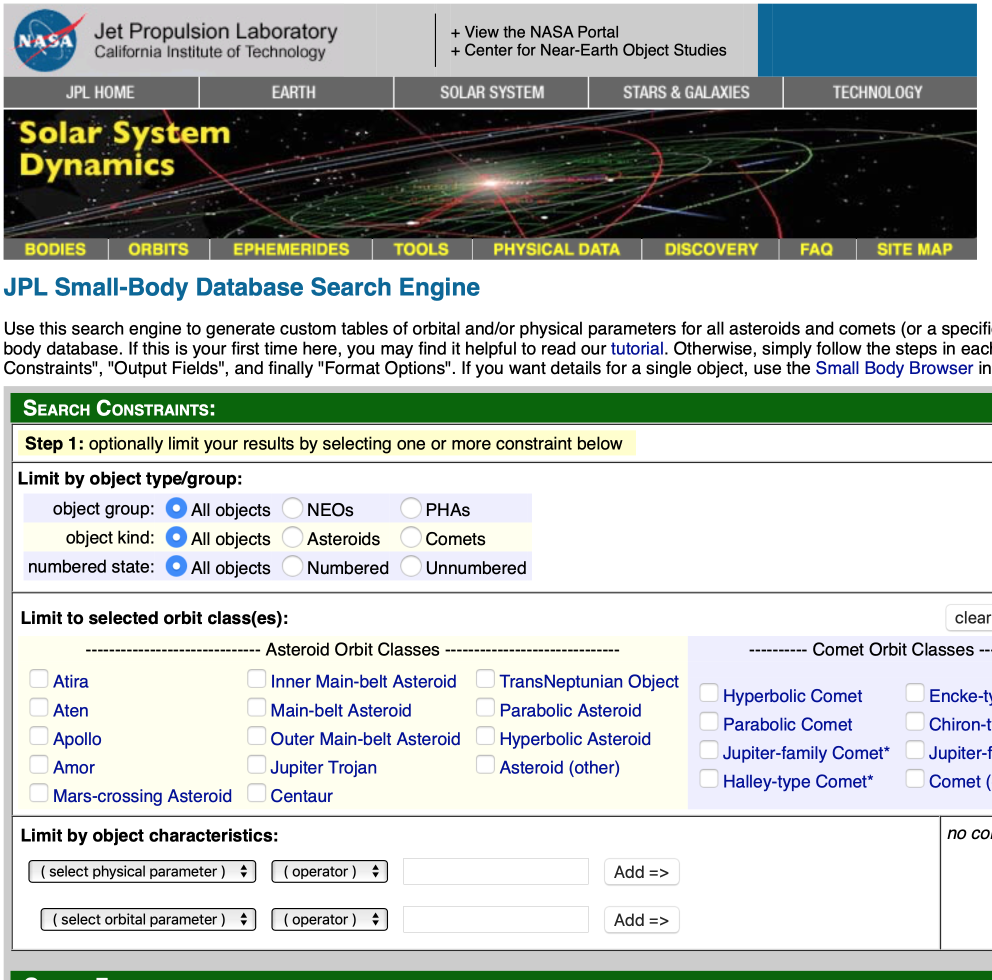 NASA
Jet Propulsion Laboratory
California Institute of Technology
+ View the NASA Portal
+ Center for Near-Earth Object Studies
JPL HOME EARTH SOLAR SYSTEM STARS & GALAXIES TECHNOLOGY
Solar System
Dynamics
BODIES ORBITS EPHEMERIDES TOOLS PHYSICAL DATA DISCOVERY FAQ SITE MAP
JPL Small-Body Database Search Engine
Use this search engine to generate custom tables of orbital and/or physical parameters for all asteroids and comets (or a specifi
body database. If this is your first time here, you may find it helpful to read our tutorial. Otherwise, simply follow the steps in eac
Constraints", "Output Fields", and finally "Format Options". If you want details for a single object, use the Small Body Browser in
SEARCH CONSTRAINTS:
Step 1: optionally limit your results by selecting one or more constraint below
Limit by object type/group:
object group: All objects NEOs PHAs
object kind: All objects Asteroids Comets
numbered state: All objects Numbered Unnumbered
Limit to selected orbit class(es): clear
------------------------------ Asteroid Orbit Classes ------------------------------ ---------- Comet Orbit Classes --
Atira Inner Main-belt Asteroid TransNeptunian Object Hyperbolic Comet Encke-ty
Aten Main-belt Asteroid Parabolic Asteroid Parabolic Comet Chiron-t
Apollo Outer Main-belt Asteroid Hyperbolic Asteroid Jupiter-family Comet* Jupiter-f
Amor Jupiter Trojan Asteroid (other) Halley-type Comet* Comet (
Mars-crossing Asteroid Centaur
Limit by object characteristics: no con
( select physical parameter ) ( operator ) Add =>
( select orbital parameter ) ( operator ) Add =>